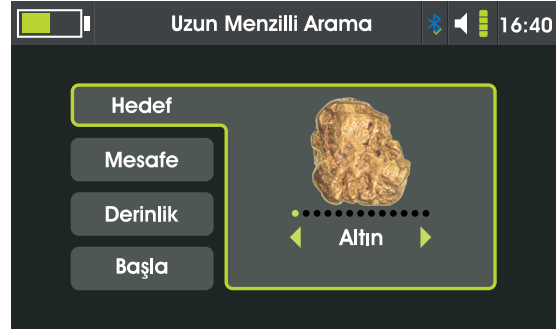 Uzun Menzilli Arama
16:40
Hedef
Mesafe
Derinlik
Başla
Altın